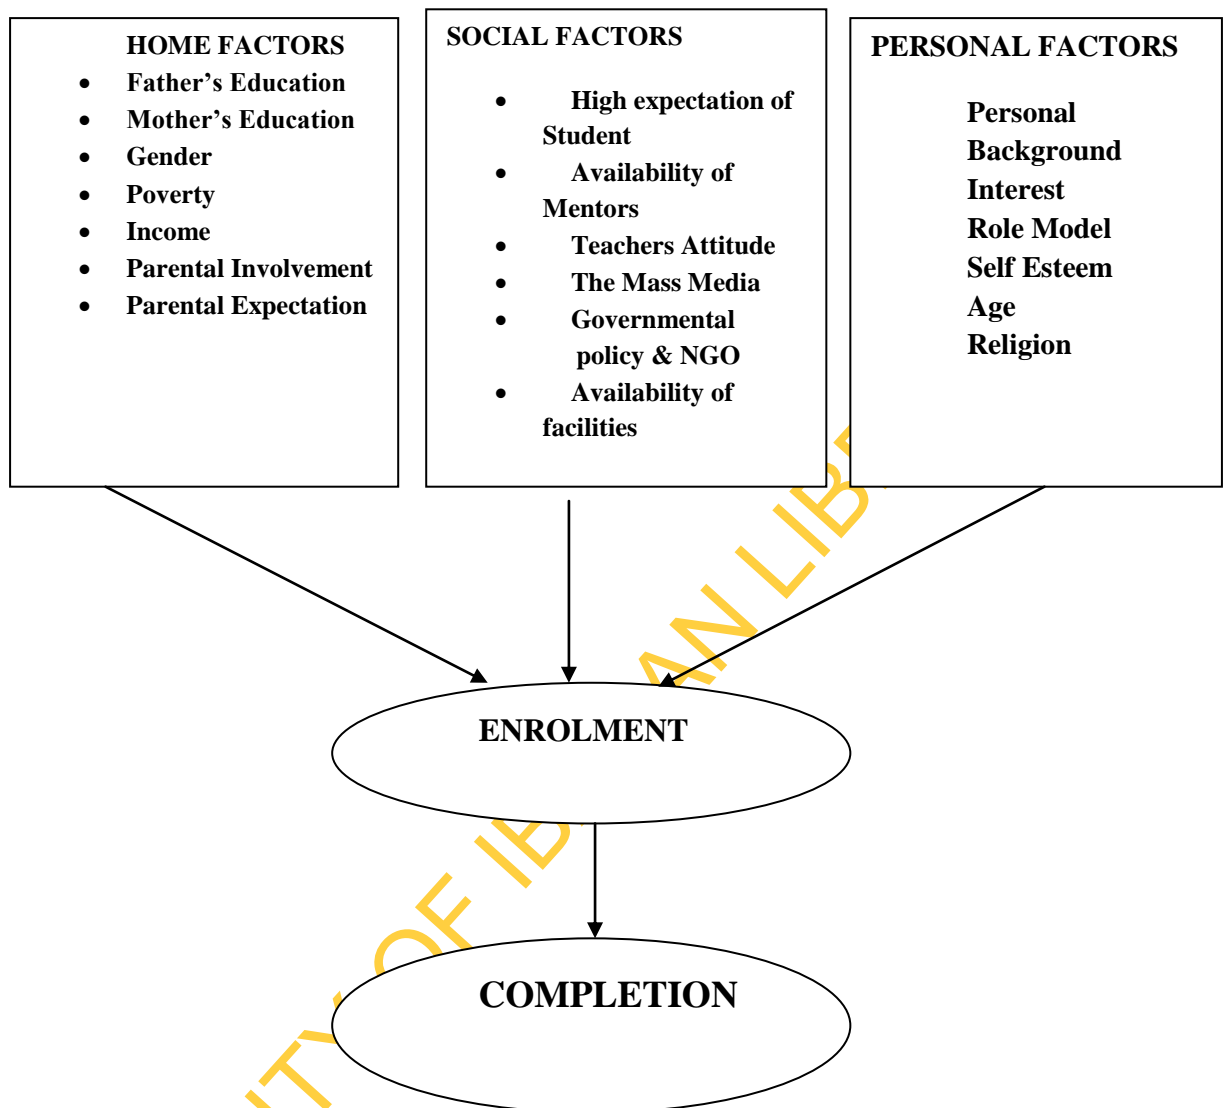 HOME FACTORS
• Father’s Education
• Mother’s Education
• Gender
• Poverty
• Income
• Parental Involvement
• Parental Expectation
SOCIAL FACTORS
• High expectation of
Student
• Availability of
Mentors
• Teachers Attitude
• The Mass Media
• Governmental
policy & NGO
• Availability of
facilities
PERSONAL FACTORS
Personal
Background
Interest
Role Model
Self Esteem
Age
Religion
ENROLMENT
COMPLETION